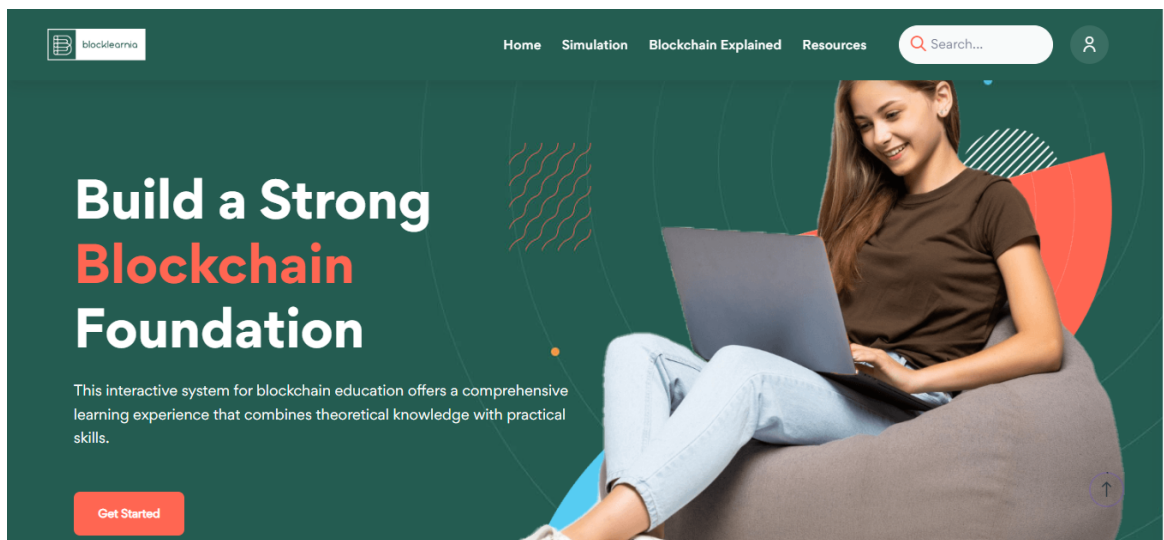 blocklearnia
Home Simulation Blockchain Explained Resources Search...
Build a Strong
Blockchain
Foundation
This interactive system for blockchain education offers a comprehensive
learning experience that combines theoretical knowledge with practical
skills.
Get Started